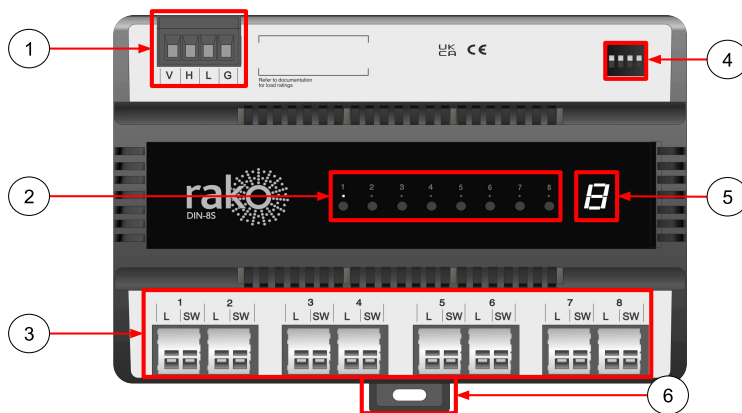 1
V H L G
Refer to documentation
for load ratings
UK
CA CE
4
2
1 2 3 4 5 6 7 8
rako
DIN-8S
8
5
3
1 2 3 4 5 6 7 8
L SW L SW L SW L SW L SW L SW L SW L SW
6